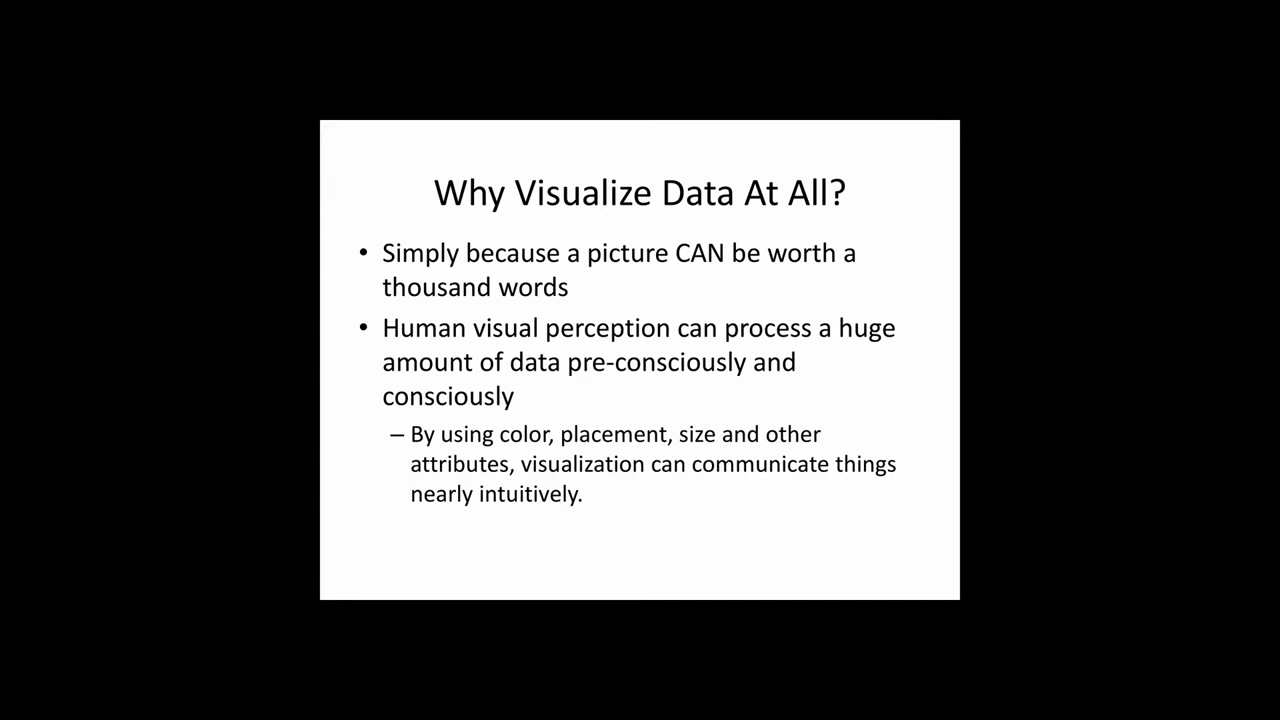 Why Visualize Data At All?
• Simply because a picture CAN be worth a
thousand words
• Human visual perception can process a huge
amount of data pre-consciously and
consciously
– By using color, placement, size and other
attributes, visualization can communicate things
nearly intuitively.